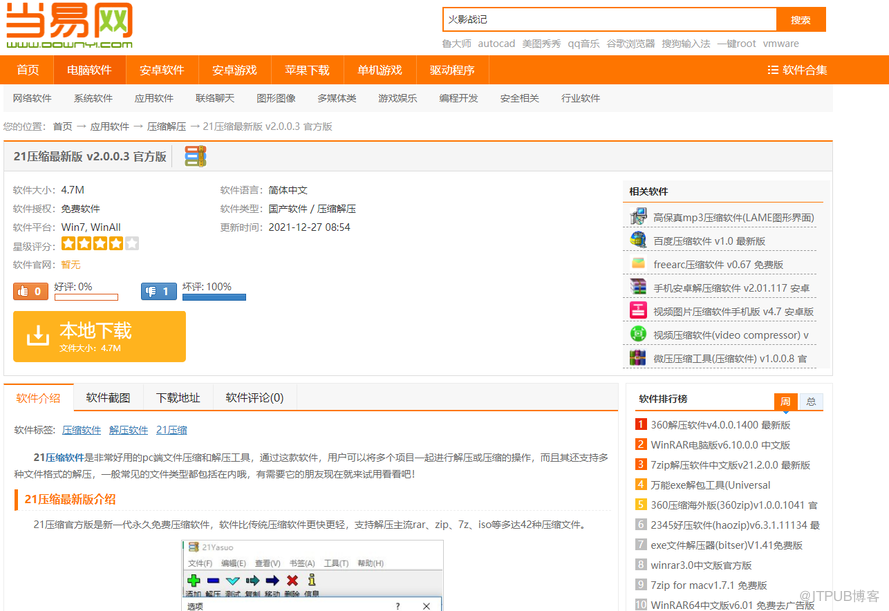 当易网
www.downyi.com
火影战记
搜索
鲁大师 autocad 美图秀秀 qq音乐 谷歌浏览器 搜狗输入法 一键root vmware
首页 电脑软件 安卓软件 安卓游戏 苹果下载 单机游戏 驱动程序 软件合集
网络软件 系统软件 应用软件 联络聊天 图形图像 多媒体类 游戏娱乐 编程开发 安全相关 行业软件
您的位置: 首页 → 应用软件 → 压缩解压 → 21压缩最新版 v2.0.0.3 官方版
21压缩最新版 v2.0.0.3 官方版
软件大小: 4.7M
软件语言: 简体中文
软件授权: 免费软件
软件类型: 国产软件 / 压缩解压
软件平台: Win7, WinAll
更新时间: 2021-12-27 08:54
星级评分:
软件官网: 暂无
0 好评: 0%
1 坏评: 100%
本地下载
文件大小: 4.7M
相关软件
高保真mp3压缩软件(LAME图形界面)
百度压缩软件 v1.0 最新版
freearc压缩软件 v0.67 免费版
手机安卓解压缩软件 v2.01.117 安卓
视频图片压缩软件手机版 v4.7 安卓版
视频压缩软件(video compressor) v
微压压缩工具(压缩软件) v1.0.0.8 官
软件介绍 软件截图 下载地址 软件评论(0)
软件标签: 压缩软件 解压软件 21压缩
21压缩软件是非常好用的pc端文件压缩和解压工具，通过这款软件，用户可以将多个项目一起进行解压或压缩的操作，而且其还支持多
种文件格式的解压，一般常见的文件类型都包括在内哦，有需要它的朋友现在就来试用看看吧！
21压缩最新版介绍
21压缩官方版是新一代永久免费压缩软件，软件比传统压缩软件更快更轻，支持解压主流rar、zip、7z、iso等多达42种压缩文件。
21Yasuo
文件(F) 编辑(E) 查看(V) 书签(A) 工具(T) 帮助(H)
添加 解压 测试 复制 移动 删除 信息
选项 ? ×
软件排行榜
周 总
1 360解压软件v4.0.0.1400 最新版
2 WinRAR电脑版v6.10.0.0 中文版
3 7zip解压软件中文版v21.2.0.0 最新版
4 万能exe解包工具(Universal
5 360压缩海外版(360zip)v1.0.0.1041 官
6 2345好压软件(haozip)v6.3.1.11134 最
7 exe文件解压器(bitser)V1.41免费版
8 winrar3.0中文版官方版
9 7zip for macv1.7.1 免费版
10 WinRAR64中文版v6.01 免费去广告版
@JTPUB博客